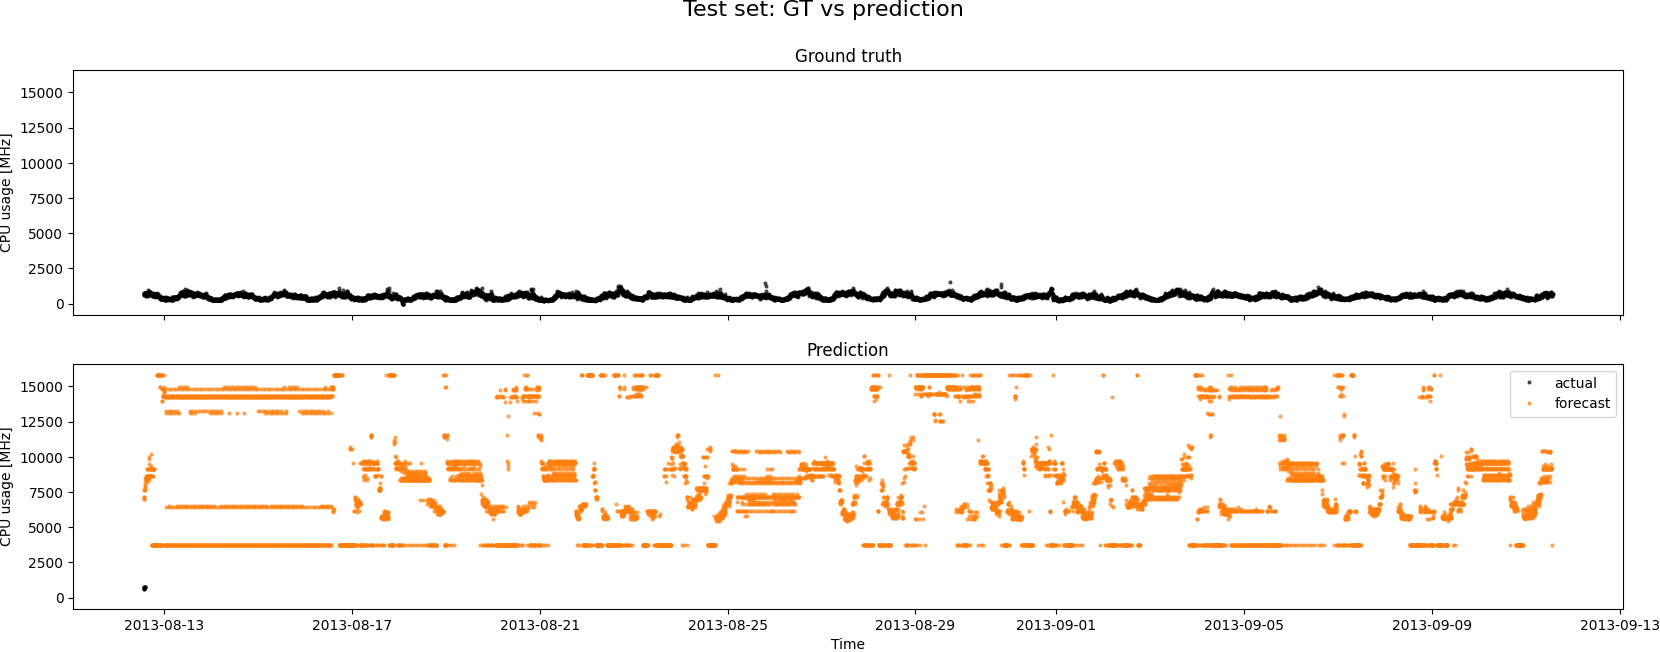 Test set: GT vs prediction
Ground truth
CPU usage [MHz]
15000
12500
10000
7500
5000
2500
0
Prediction
CPU usage [MHz]
15000
12500
10000
7500
5000
2500
0
actual
forecast
2013-08-13 2013-08-17 2013-08-21 2013-08-25 2013-08-29 2013-09-01 2013-09-05 2013-09-09 2013-09-13
Time